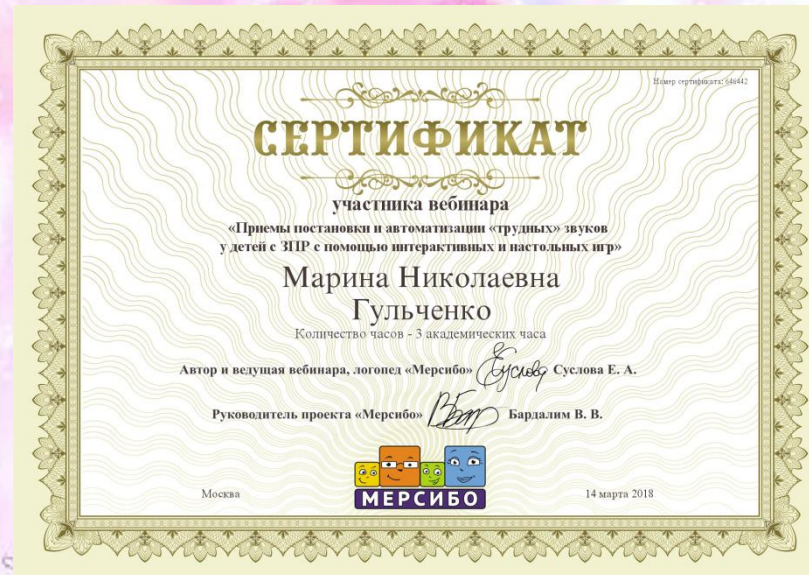 Номер сертификата: 646442
СЕРТИФИКАТ
участника вебинара
«Приемы постановки и автоматизации «трудных» звуков
у детей с ЗПР с помощью интерактивных и настольных игр»
Марина Николаевна
Гульченко
Количество часов - 3 академических часа
Автор и ведущая вебинара, логопед «Мерсибо» Суслова Е. А.
Руководитель проекта «Мерсибо» Бардалим В. В.
МЕРСИБО
Москва 14 марта 2018